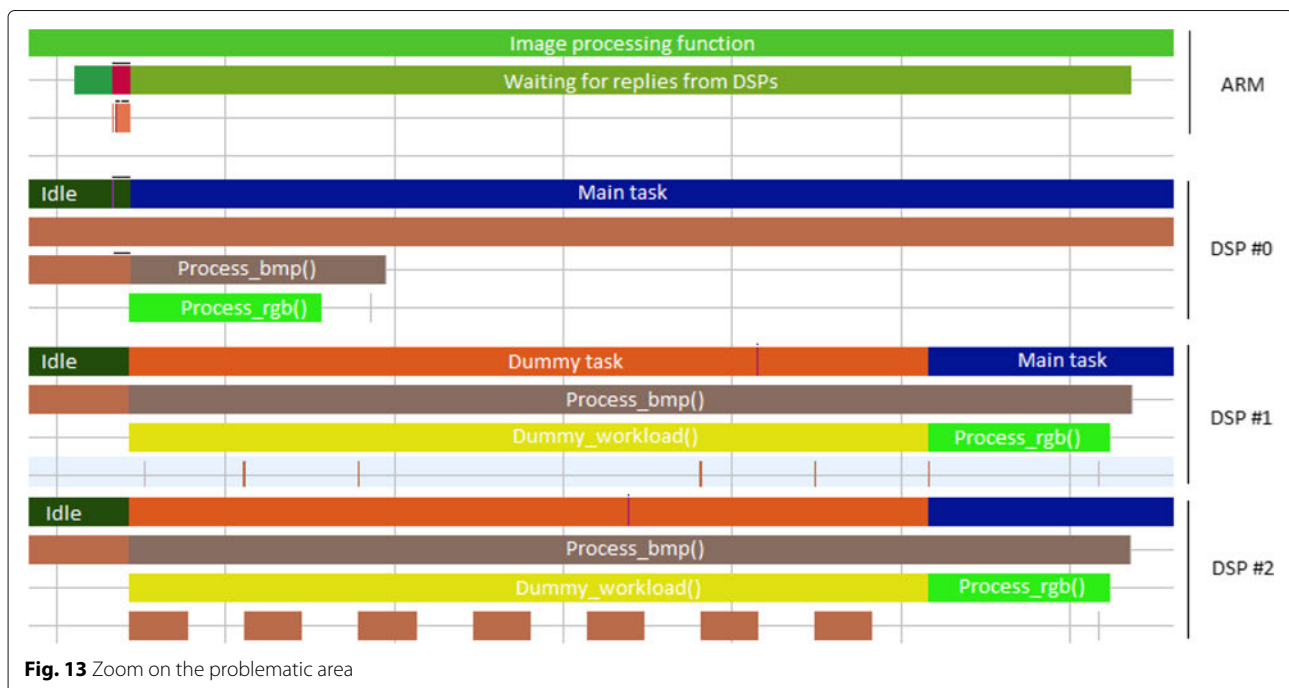 Image processing function
Waiting for replies from DSPs
ARM
Idle
Main task
DSP #0
Process_bmp()
Process_rgb()
Idle
Dummy task
Main task
Process_bmp()
DSP #1
Dummy_workload()
Process_rgb()
Idle
Process_bmp()
DSP #2
Dummy_workload()
Process_rgb()
Fig. 13 Zoom on the problematic area